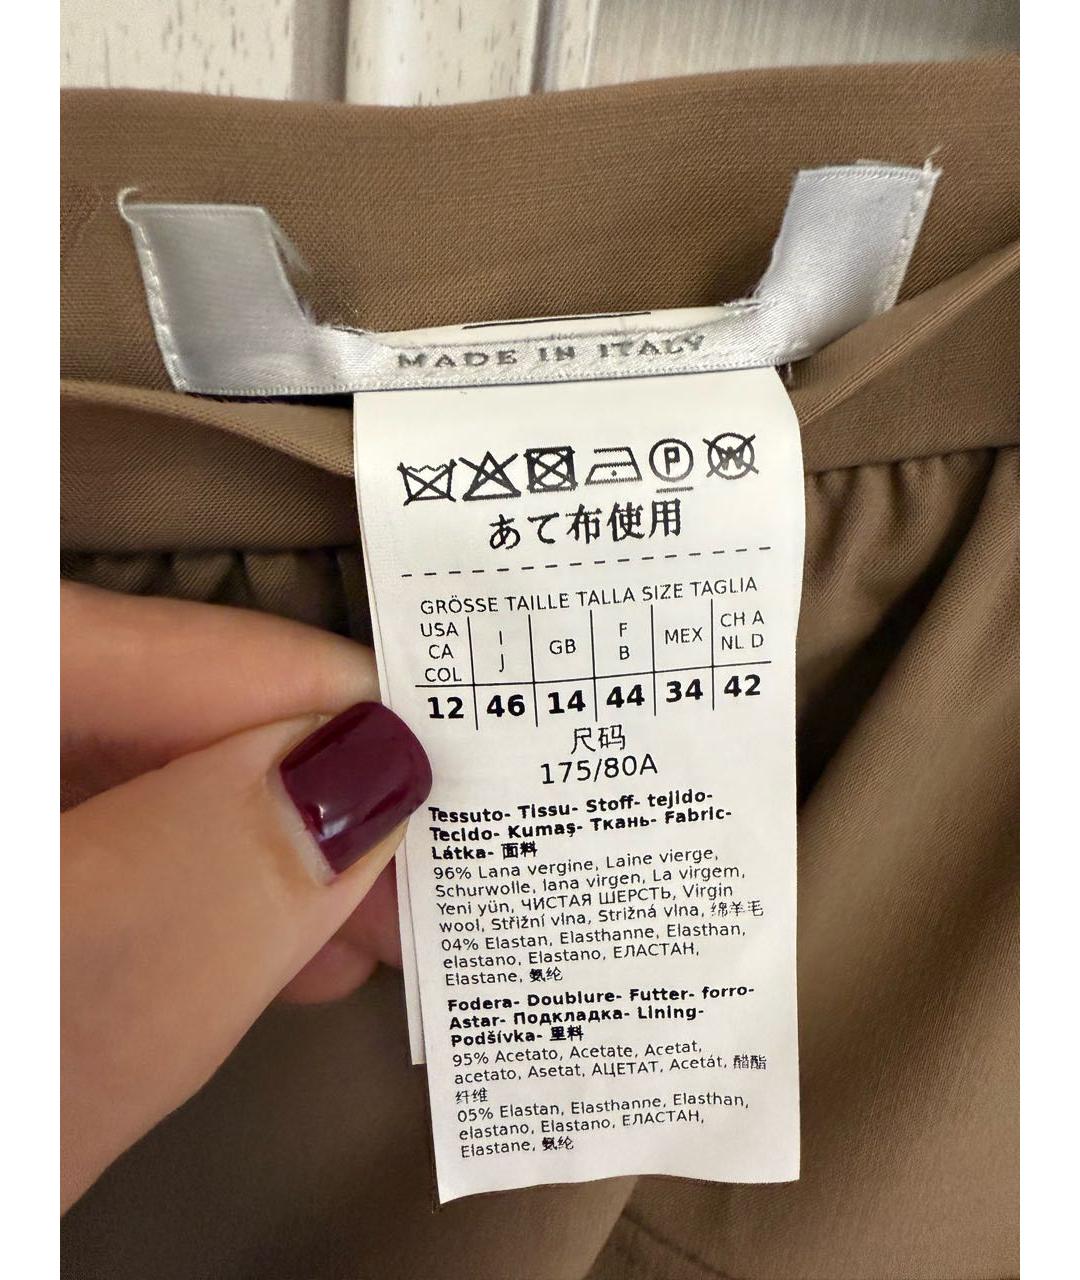 MADE IN ITALY
P W
あて布使用
GRÖSSE TAILLE TALLA SIZE TAGLIA
USA CA COL | I J | GB | F B | MEX | CH A NL D
12 | 46 | 14 | 44 | 34 | 42
尺码
175/80A
Tessuto- Tissu- Stoff- tejido-
Tecido- Kumaş- Ткань- Fabric-
Látka- 面料
96% Lana vergine, Laine vierge,
Schurwolle, lana virgen, La virgem,
Yeni yün, ЧИСТАЯ ШЕРСТЬ, Virgin
wool, Střižní vlna, Strižná vlna, 绵羊毛
04% Elastan, Elasthanne, Elasthan,
elastano, Elastano, ЕЛАСТАН,
Elastane, 氨纶
Fodera- Doublure- Futter- forro-
Astar- Подкладка- Lining-
Podšívka- 里料
95% Acetato, Acetate, Acetat,
acetato, Asetat, АЦЕТАТ, Acetát, 醋酯
纤维
05% Elastan, Elasthanne, Elasthan,
elastano, Elastano, ЕЛАСТАН,
Elastane, 氨纶